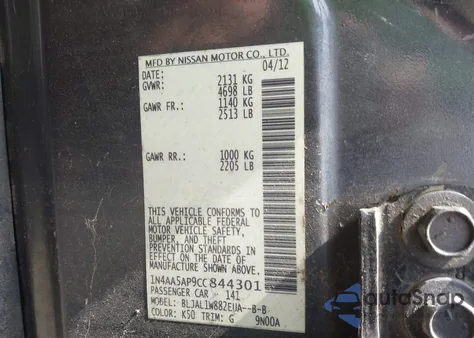 MFD BY NISSAN MOTOR CO., LTD.
DATE: 04/12
GVWR: 2131 KG
4698 LB
GAWR FR.: 1140 KG
2513 LB
GAWR RR.: 1000 KG
2205 LB
THIS VEHICLE CONFORMS TO
ALL APPLICABLE FEDERAL
MOTOR VEHICLE SAFETY,
BUMPER, AND THEFT
PREVENTION STANDARDS IN
EFFECT ON THE DATE OF
MANUFACTURE SHOWN ABOVE.
1N4AA5AP9CC844301
PASSENGER CAR 141
MODEL: BLJAL1W882EUA--B-B
COLOR: K50 TRIM: G 9N00A
8
AutoSnap